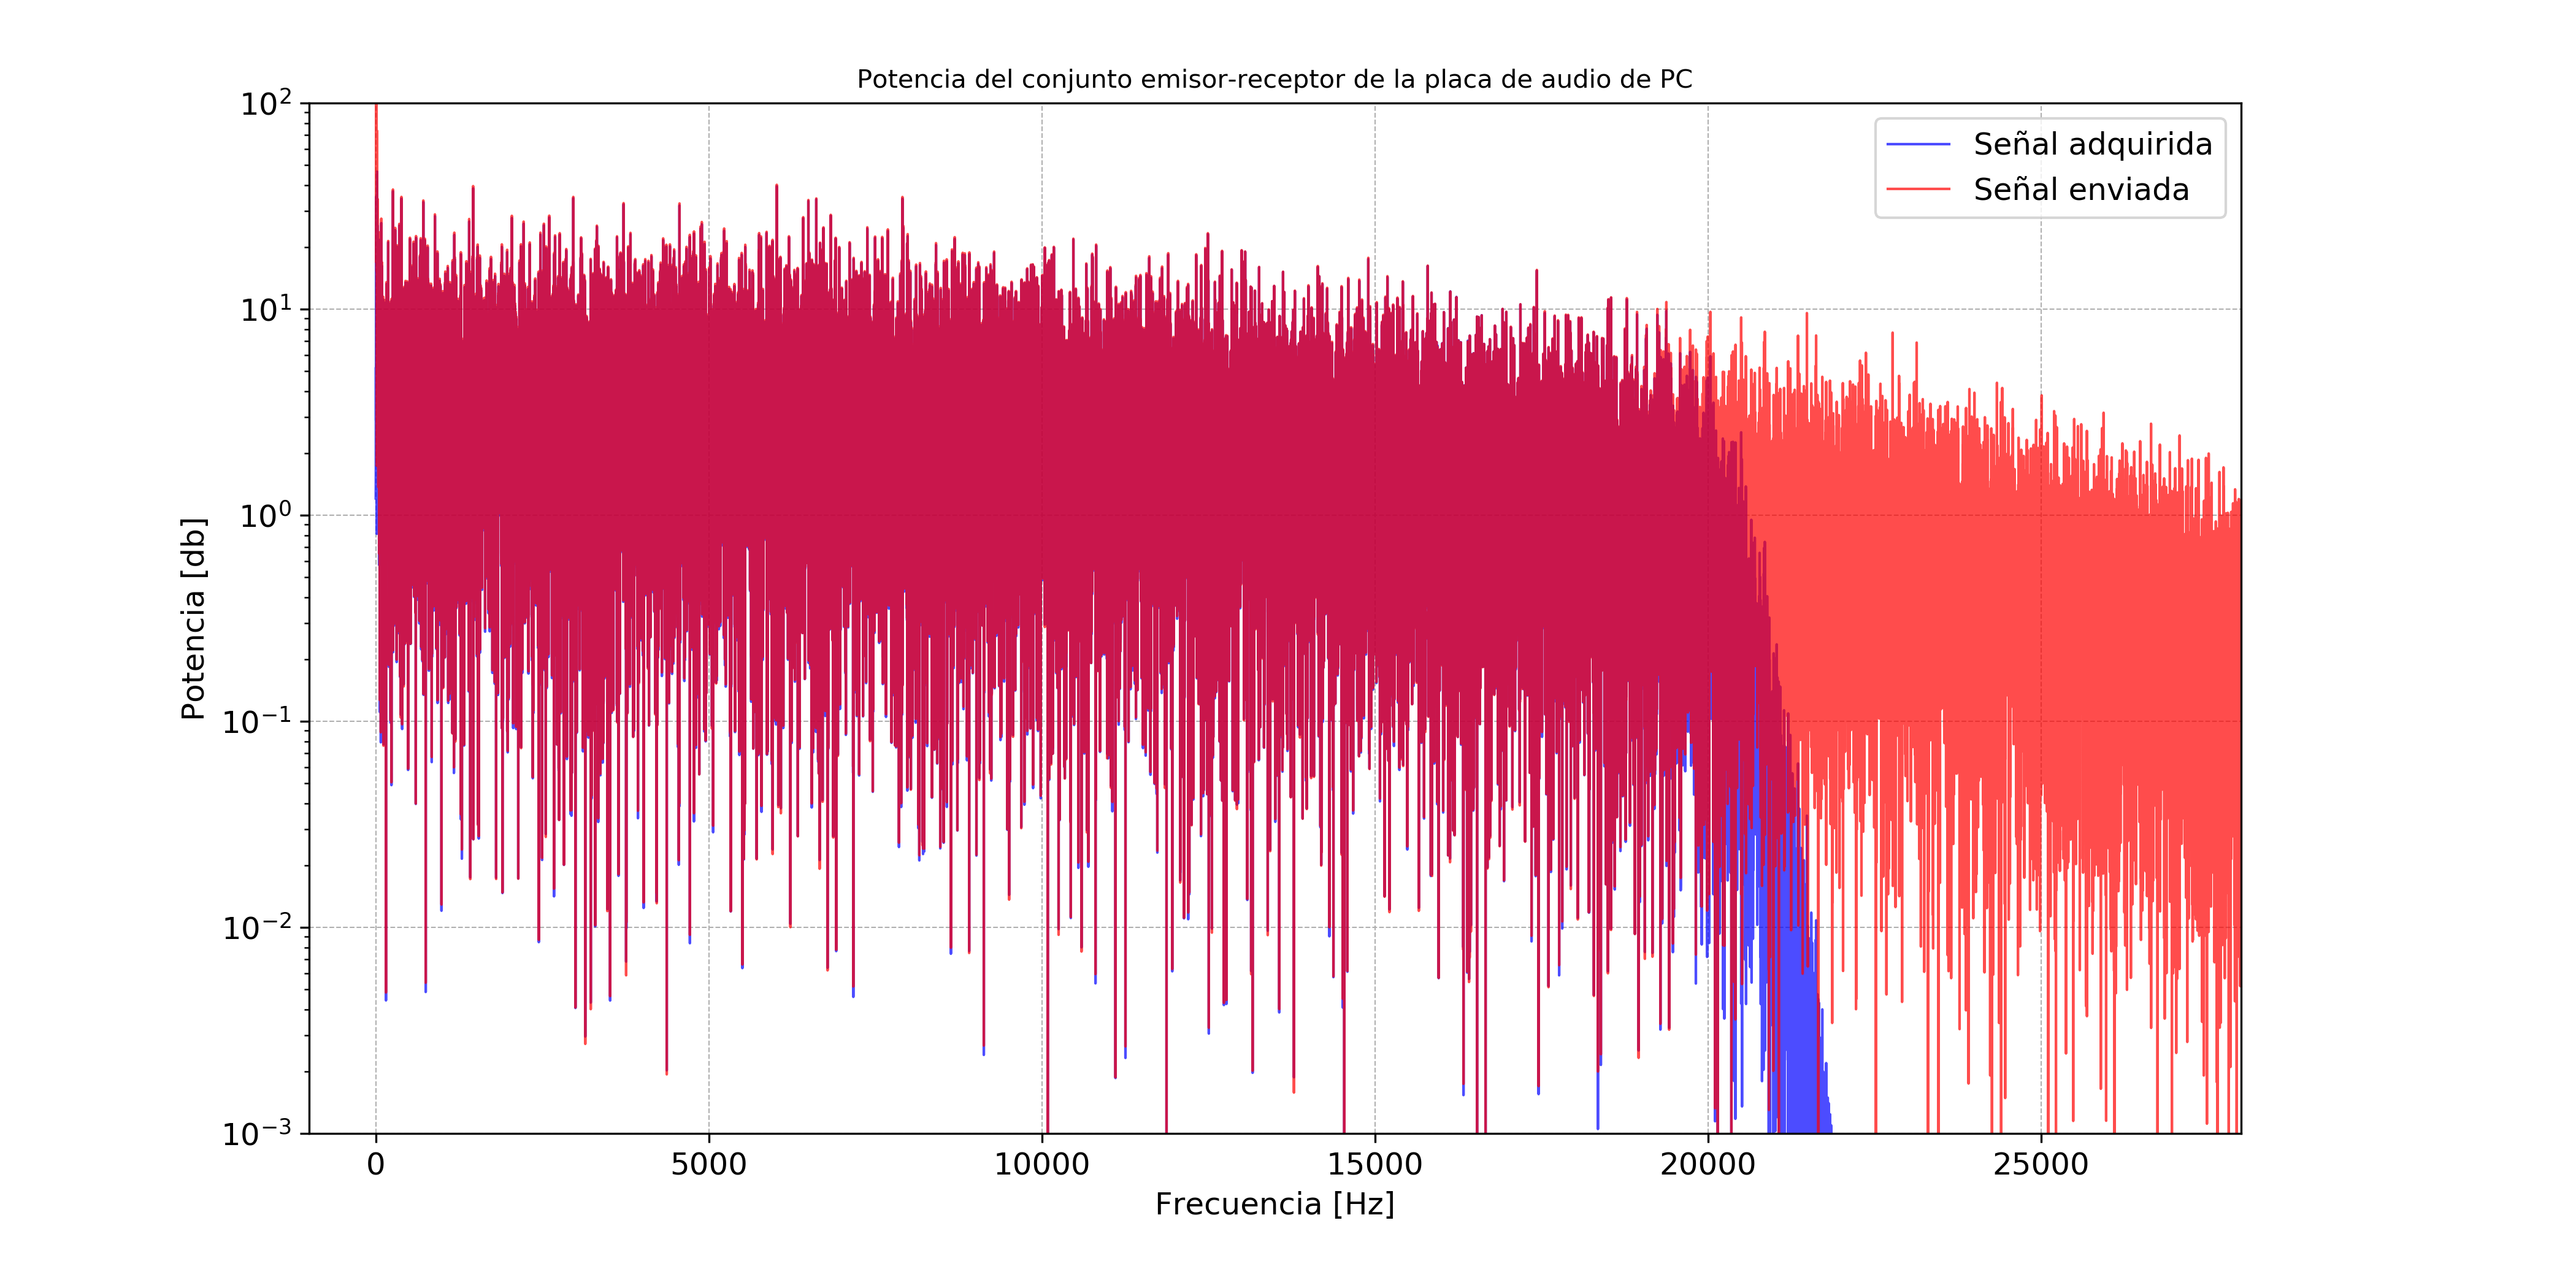 Potencia del conjunto emisor-receptor de la placa de audio de PC
Señal adquirida
Señal enviada
Potencia [db]
10²
10¹
10⁰
10⁻¹
10⁻²
10⁻³
0 5000 10000 15000 20000 25000
Frecuencia [Hz]